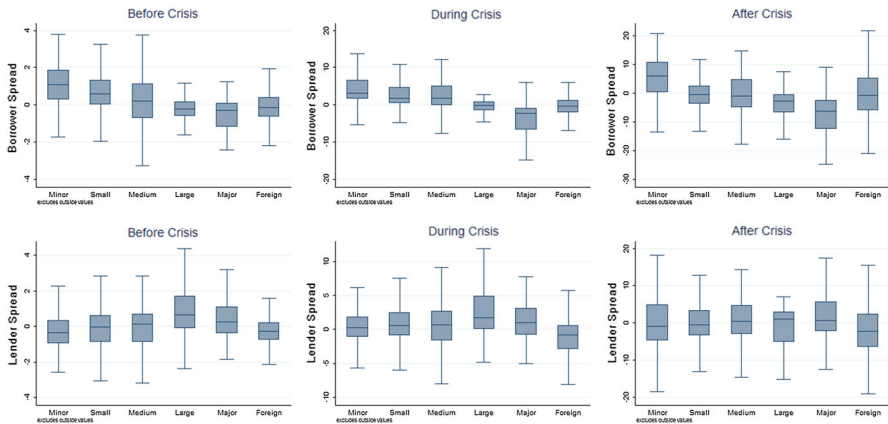 Before Crisis
During Crisis
After Crisis
Borrower Spread
4
2
0
-2
-4
Minor Small Medium Large Major Foreign
excludes outside values
Borrower Spread
20
10
0
-10
-20
Minor Small Medium Large Major Foreign
excludes outside values
Borrower Spread
20
10
0
-10
-20
-30
Minor Small Medium Large Major Foreign
excludes outside values
Before Crisis
During Crisis
After Crisis
Lender Spread
4
2
0
-2
-4
Minor Small Medium Large Major Foreign
excludes outside values
Lender Spread
10
5
0
-5
-10
Minor Small Medium Large Major Foreign
excludes outside values
Lender Spread
20
10
0
-10
-20
Minor Small Medium Large Major Foreign
excludes outside values